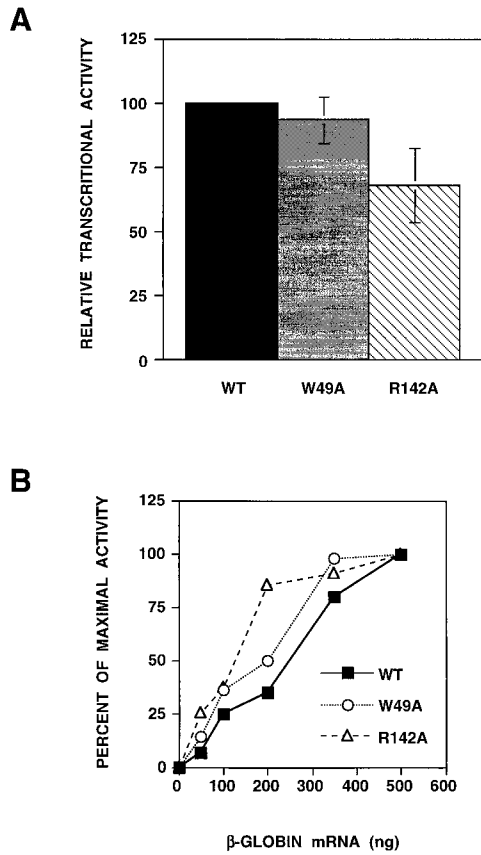 A
RELATIVE TRANSCRITIONAL ACTIVITY
125
100
75
50
25
0
WT
W49A
R142A
B
PERCENT OF MAXIMAL ACTIVITY
125
100
75
50
25
0
WT
W49A
R142A
0 100 200 300 400 500 600
β-GLOBIN mRNA (ng)